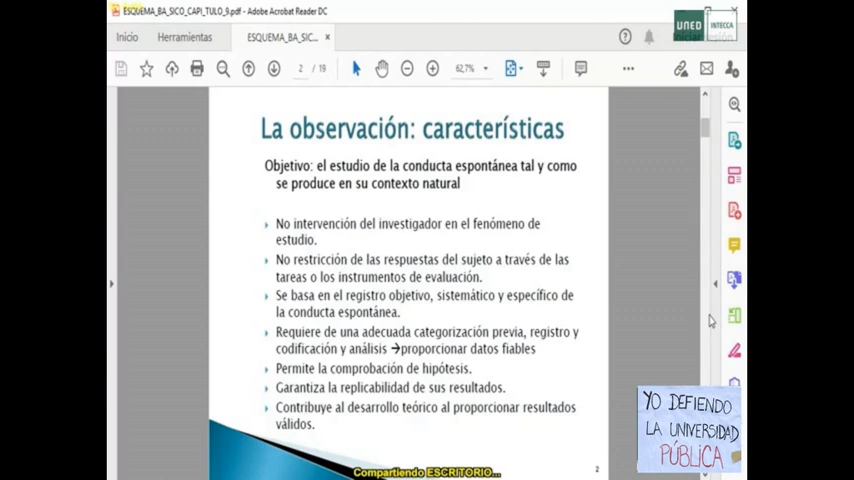 ESQUEMA_BA_SICO_CAPI_TULO_9.pdf - Adobe Acrobat Reader DC
UNED INTECCA
Inicio Herramientas ESQUEMA_BA_SIC... × Iniciar sesión
2 / 19 62,7%
La observación: características
Objetivo: el estudio de la conducta espontánea tal y como
se produce en su contexto natural
No intervención del investigador en el fenómeno de
estudio.
No restricción de las respuestas del sujeto a través de las
tareas o los instrumentos de evaluación.
Se basa en el registro objetivo, sistemático y específico de
la conducta espontánea.
Requiere de una adecuada categorización previa, registro y
codificación y análisis →proporcionar datos fiables
Permite la comprobación de hipótesis.
Garantiza la replicabilidad de sus resultados.
Contribuye al desarrollo teórico al proporcionar resultados
válidos.
YO DEFIENDO
LA UNIVERSIDAD
PÚBLICA
2
Compartiendo ESCRITORIO...